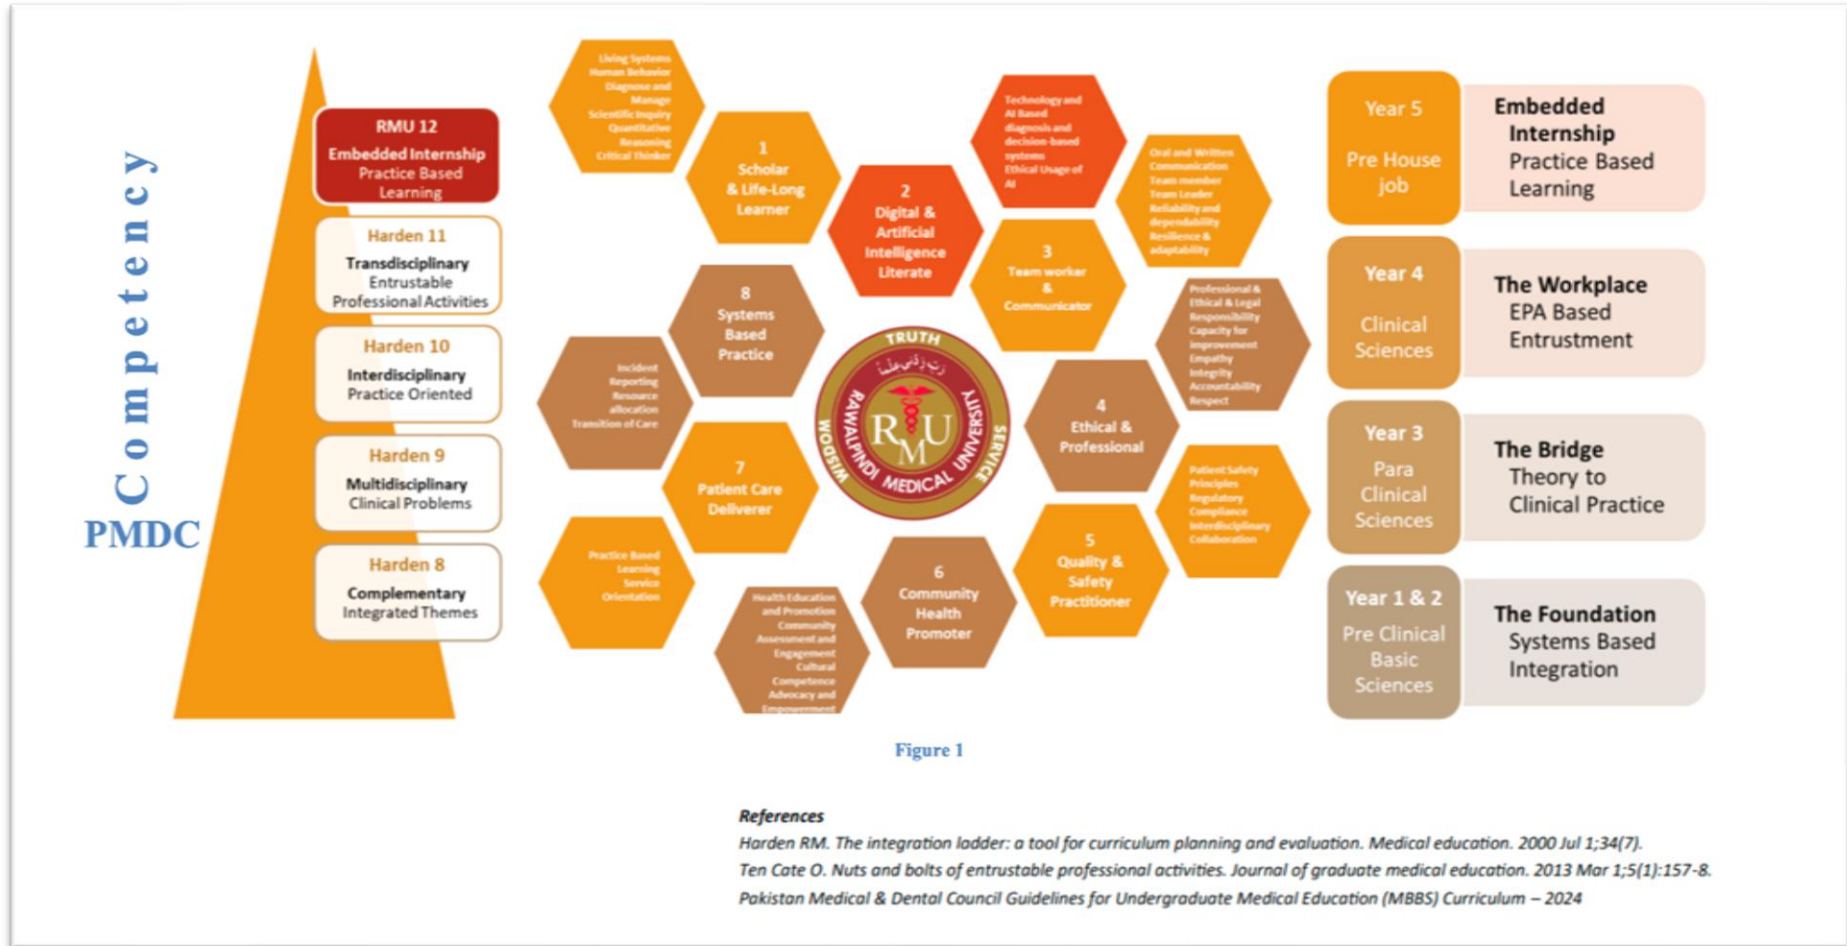 Competency
PMDC
RMU 12
Embedded Internship
Practice Based
Learning
Harden 11
Transdisciplinary
Entrustable
Professional Activities
Harden 10
Interdisciplinary
Practice Oriented
Harden 9
Multidisciplinary
Clinical Problems
Harden 8
Complementary
Integrated Themes
Living Systems
Human Behavior
Diagnose and
Manage
Scientific Inquiry
Quantitative
Reasoning
Critical Thinker
1
Scholar
& Life-Long
Learner
2
Digital &
Artificial
Intelligence
Literate
Technology and
AI Based
diagnosis and
decision-based
systems
Ethical Usage of
AI
3
Team worker
&
Communicator
Oral and Written
Communication
Team member
Team Leader
Reliability and
dependability
Resilience &
adaptability
4
Ethical &
Professional
Professional &
Ethical & Legal
Responsibility
Capacity for
improvement
Empathy
Integrity
Accountability
Respect
5
Quality &
Safety
Practitioner
Patient Safety
Principles
Regulatory
Compliance
Interdisciplinary
Collaboration
6
Community
Health
Promoter
Health Education
and Promotion
Community
Assessment and
Engagement
Cultural
Competence
Advocacy and
Empowerment
7
Patient Care
Deliverer
Practice Based
Learning
Service
Orientation
8
Systems
Based
Practice
Incident
Reporting
Resource
allocation
Transition of Care
TRUTH
WISDOM
SERVICE
رَبِّ زِدْنِي عِلْمًا
RAWALPINDI MEDICAL UNIVERSITY
RMU
Year 5
Pre House
job
Embedded
Internship
Practice Based
Learning
Year 4
Clinical
Sciences
The Workplace
EPA Based
Entrustment
Year 3
Para
Clinical
Sciences
The Bridge
Theory to
Clinical Practice
Year 1 & 2
Pre Clinical
Basic
Sciences
The Foundation
Systems Based
Integration
Figure 1
References
Harden RM. The integration ladder: a tool for curriculum planning and evaluation. Medical education. 2000 Jul 1;34(7).
Ten Cate O. Nuts and bolts of entrustable professional activities. Journal of graduate medical education. 2013 Mar 1;5(1):157-8.
Pakistan Medical & Dental Council Guidelines for Undergraduate Medical Education (MBBS) Curriculum – 2024